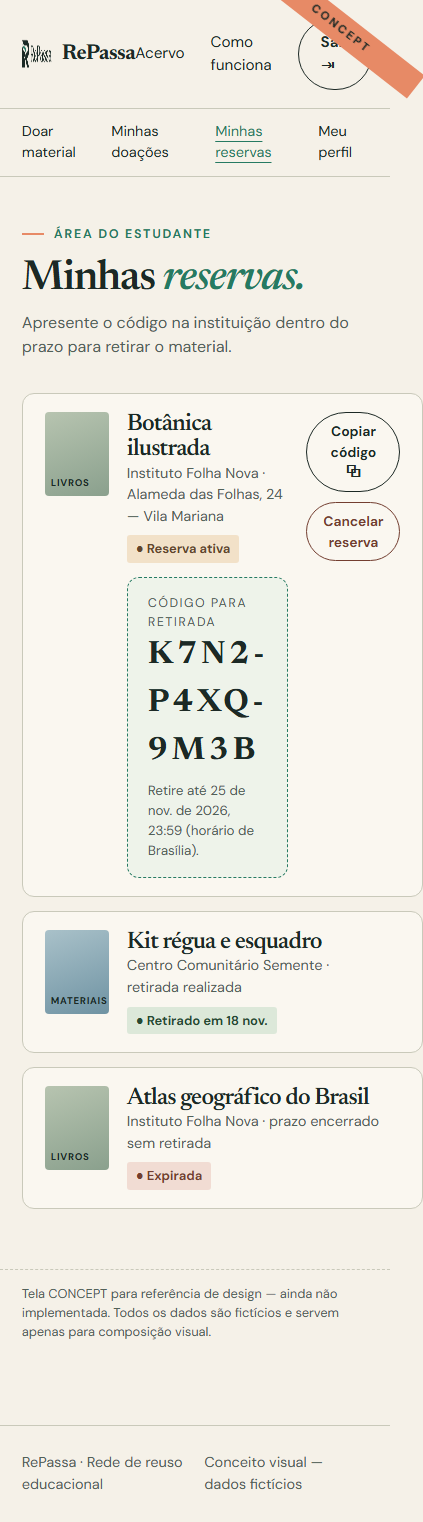 CONCEPT
RePassa
Acervo
Como
funciona
⇥
Doar
material
Minhas
doações
Minhas
reservas
Meu
perfil
ÁREA DO ESTUDANTE
Minhas reservas.
Apresente o código na instituição dentro do
prazo para retirar o material.
LIVROS
Botânica
ilustrada
Instituto Folha Nova ·
Alameda das Folhas, 24
— Vila Mariana
● Reserva ativa
CÓDIGO PARA
RETIRADA
K7N2-
P4XQ-
9M3B
Retire até 25 de
nov. de 2026,
23:59 (horário de
Brasília).
Copiar
código
Cancelar
reserva
MATERIAIS
Kit régua e esquadro
Centro Comunitário Semente ·
retirada realizada
● Retirado em 18 nov.
LIVROS
Atlas geográfico do Brasil
Instituto Folha Nova · prazo encerrado
sem retirada
● Expirada
Tela CONCEPT para referência de design — ainda não
implementada. Todos os dados são fictícios e servem
apenas para composição visual.
RePassa · Rede de reuso
educacional
Conceito visual —
dados fictícios